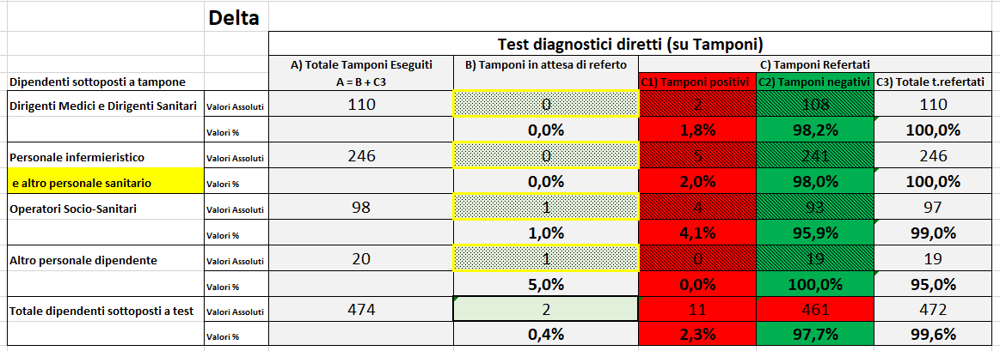 Delta
Test diagnostici diretti (su Tamponi)
A) Totale Tamponi Eseguiti B) Tamponi in attesa di referto C) Tamponi Refertati
Dipendenti sottoposti a tampone A = B + C3 C1) Tamponi positivi C2) Tamponi negativi C3) Totale t.refertati
Dirigenti Medici e Dirigenti Sanitari Valori Assoluti 110 0 2 108 110
Valori % 0,0% 1,8% 98,2% 100,0%
Personale infermieristico Valori Assoluti 246 0 5 241 246
e altro personale sanitario Valori % 0,0% 2,0% 98,0% 100,0%
Operatori Socio-Sanitari Valori Assoluti 98 1 4 93 97
Valori % 1,0% 4,1% 95,9% 99,0%
Altro personale dipendente Valori Assoluti 20 1 0 19 19
Valori % 5,0% 0,0% 100,0% 95,0%
Totale dipendenti sottoposti a test Valori Assoluti 474 2 11 461 472
Valori % 0,4% 2,3% 97,7% 99,6%